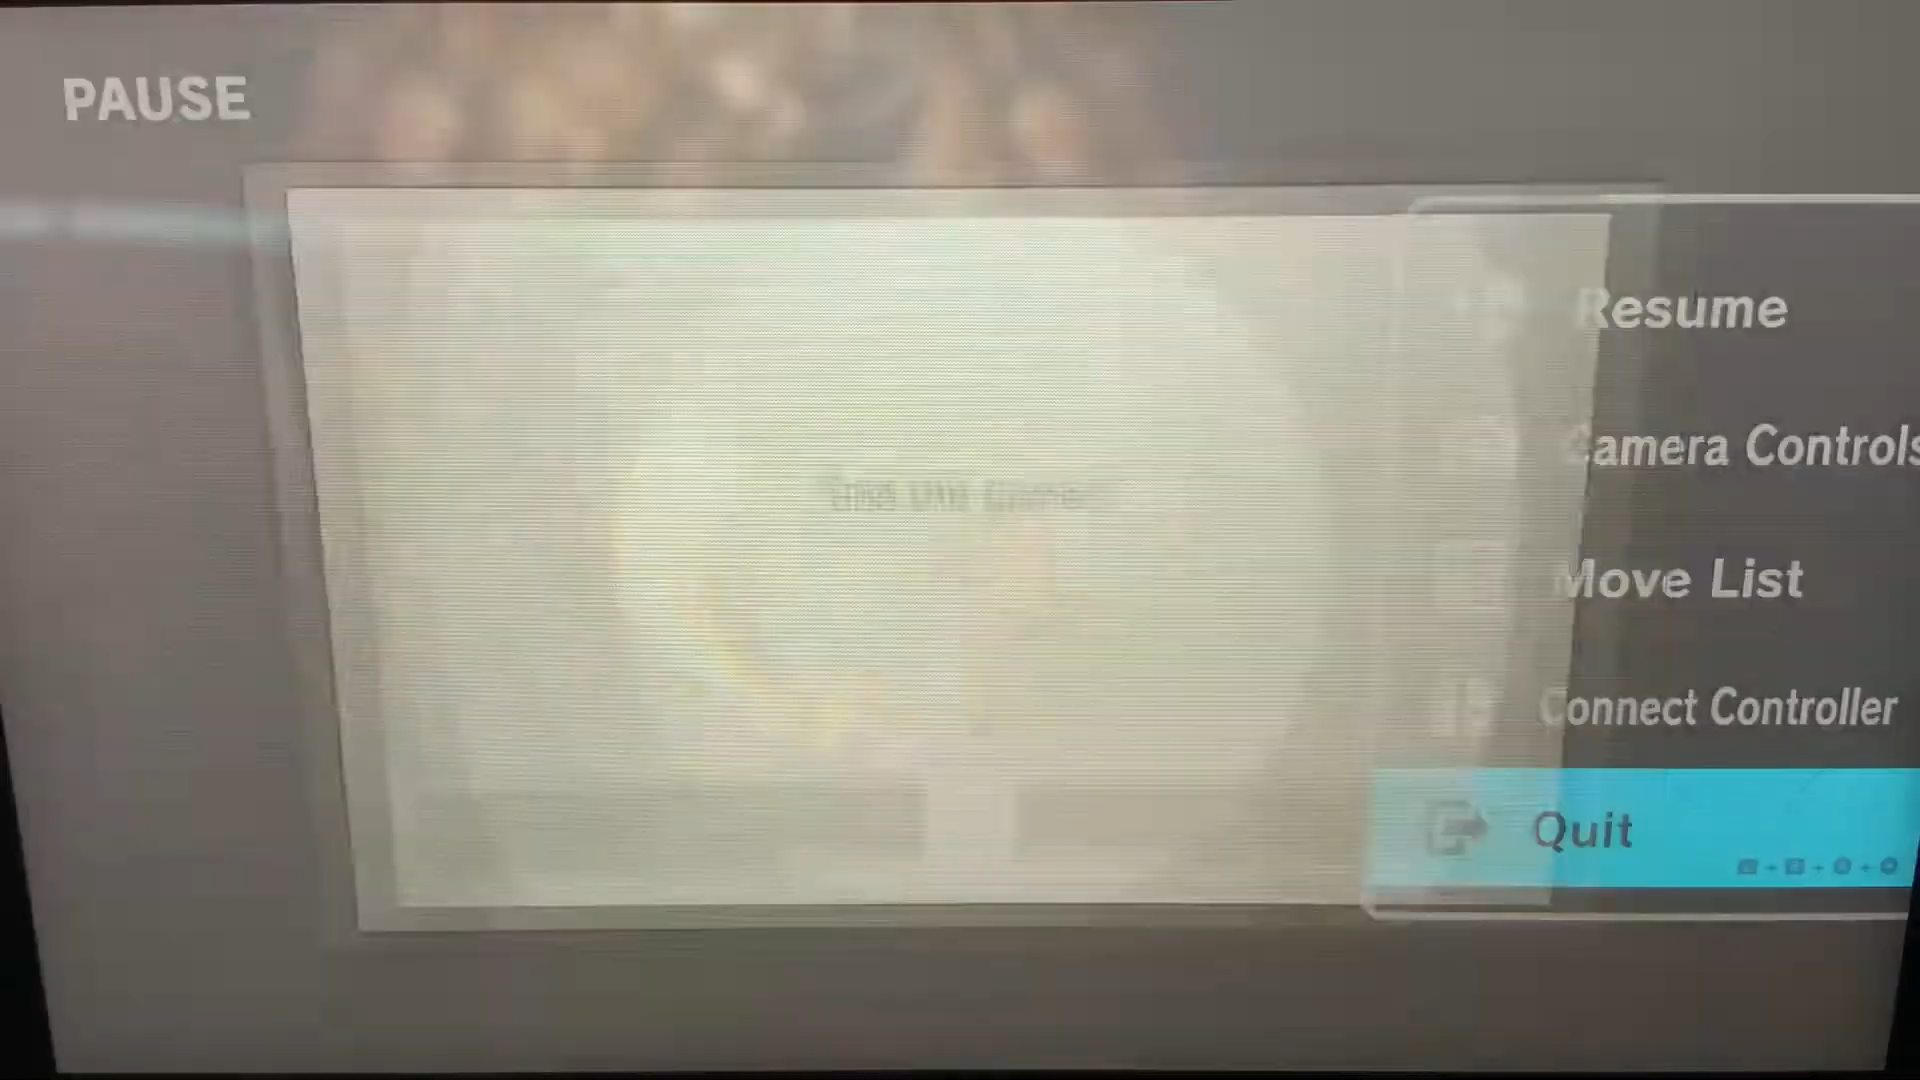 PAUSE
Resume
Camera Controls
Move List
Connect Controller
Quit